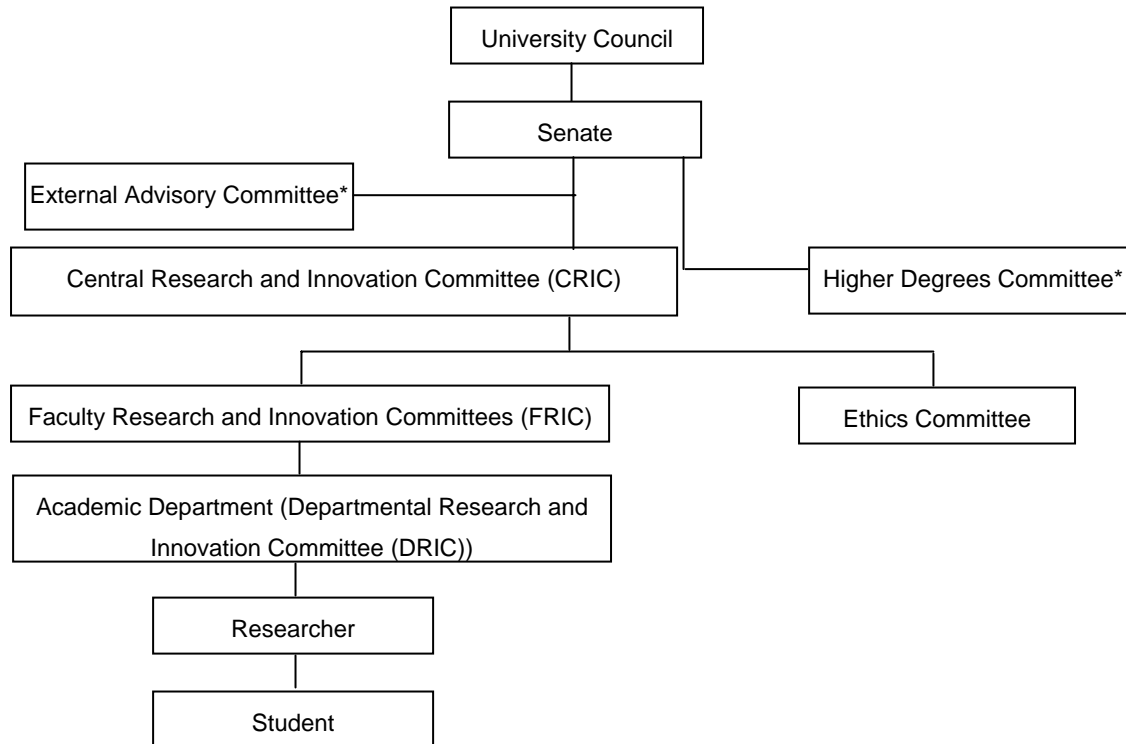 University Council
Senate
External Advisory Committee*
Central Research and Innovation Committee (CRIC)
Higher Degrees Committee*
Faculty Research and Innovation Committees (FRIC)
Ethics Committee
Academic Department (Departmental Research and
Innovation Committee (DRIC))
Researcher
Student